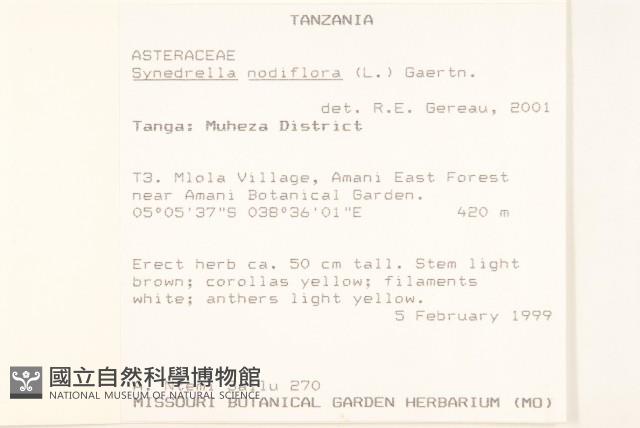 TANZANIA
ASTERACEAE
Synedrella nodiflora (L.) Gaertn.
det. R.E. Gereau, 2001
Tanga: Muheza District
T3. Mlola Village, Amani East Forest
near Amani Botanical Garden.
05°05'37"S 038°36'01"E 420 m
Erect herb ca. 50 cm tall. Stem light
brown; corollas yellow; filaments
white; anthers light yellow.
5 February 1999
Ntemi Sallu 270
國立自然科學博物館
NATIONAL MUSEUM OF NATURAL SCIENCE
MISSOURI BOTANICAL GARDEN HERBARIUM (MO)